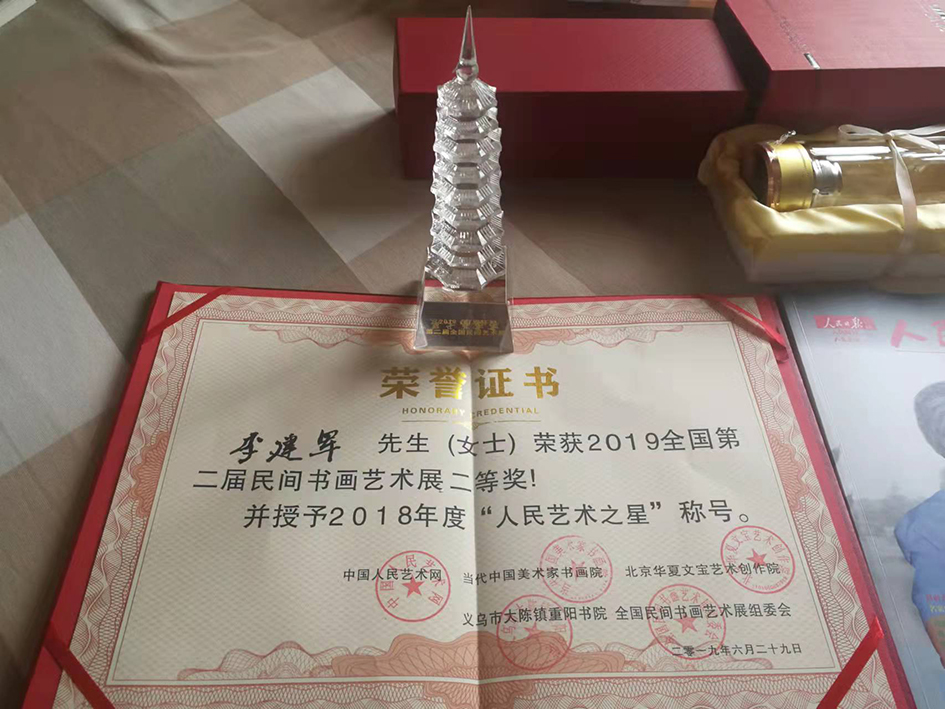 荣誉证书
HONORARY CREDENTIAL
李建军 先生（女士）荣获2019全国第
二届民间书画艺术展二等奖!
并授予2018年度“人民艺术之星”称号。
中国人民艺术网 当代中国美术家书画院 北京华夏文宝艺术创作院
义乌市大陈镇重阳书院 全国民间书画艺术展组委会
二零一九年六月二十九日
人民日报